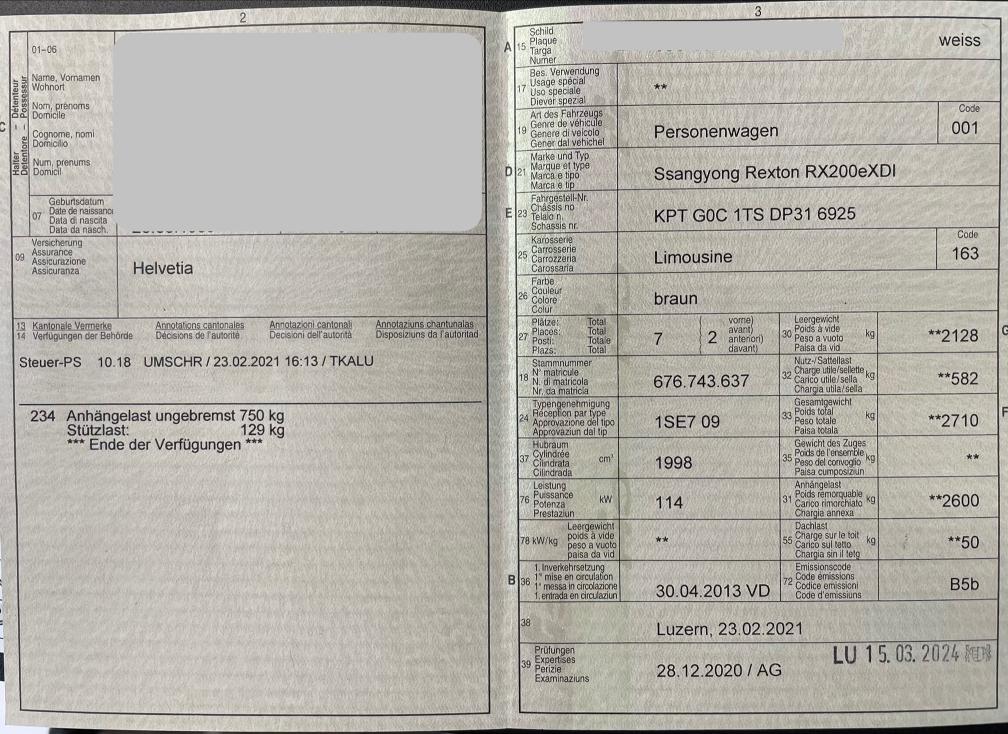 2
01-06
Halter – Détenteur
Detentore – Possessur
Name, Vornamen
Wohnort
Nom, prénoms
Domicile
Cognome, nomi
Domicilio
Num, prenums
Domicil
C
07
Geburtsdatum
Date de naissance
Data di nascita
Data da nasch.
09
Versicherung
Assurance
Assicurazione
Assicuranza
Helvetia
13 Kantonale Vermerke Annotations cantonales Annotazioni cantonali Annotaziuns chantunalas
14 Verfügungen der Behörde Décisions de l'autorité Decisioni dell'autorità Disposiziuns da l'autoritad
Steuer-PS 10.18 UMSCHR / 23.02.2021 16:13 / TKALU
234 Anhängelast ungebremst 750 kg
Stützlast: 129 kg
*** Ende der Verfügungen ***
3
A 15
Schild
Plaque
Targa
Numer
weiss
17
Bes. Verwendung
Usage spécial
Uso speciale
Diever spezial
**
19
Art des Fahrzeugs
Genre de véhicule
Genere di veicolo
Gener dal vehichel
Personenwagen
Code
001
D 21
Marke und Typ
Marque et type
Marca e tipo
Marca e tip
Ssangyong Rexton RX200eXDI
E 23
Fahrgestell-Nr.
Châssis no
Telaio n.
Schassis nr.
KPT G0C 1TS DP31 6925
25
Karosserie
Carrosserie
Carrozzeria
Carossaria
Limousine
Code
163
26
Farbe
Couleur
Colore
Colur
braun
27
Plätze: Total
Places: Total
Posti: Totale
Plazs: Total
7
2
vorne)
avant)
anteriori)
davant)
30
Leergewicht
Poids à vide
Peso a vuoto
Paisa da vid
kg
**2128
G
18
Stammnummer
N° matricule
N. di matricola
Nr. da matricla
676.743.637
32
Nutz-/Sattellast
Charge utile/sellette
Carico utile/sella
Chargia utila/sella
kg
**582
24
Typengenehmigung
Réception par type
Approvazione del tipo
Approvaziun dal tip
1SE7 09
33
Gesamtgewicht
Poids total
Peso totale
Paisa totala
kg
**2710
F
37
Hubraum
Cylindrée
Cilindrata
Cilindrada
cm³
1998
35
Gewicht des Zuges
Poids de l'ensemble
Peso del convoglio
Paisa cumposiziun
kg
**
76
Leistung
Puissance
Potenza
Prestaziun
kW
114
31
Anhängelast
Poids remorquable
Carico rimorchiato
Chargia annexa
kg
**2600
78 kW/kg
Leergewicht
poids à vide
peso a vuoto
paisa da vid
**
55
Dachlast
Charge sur le toit
Carico sul tetto
Chargia sin il tetg
kg
**50
B 36
1. Inverkehrsetzung
1re mise en circulation
1a messa in circolazione
1. entrada en circulaziun
30.04.2013 VD
72
Emissionscode
Code émissions
Codice emissioni
Code d'emissiuns
B5b
38
Luzern, 23.02.2021
39
Prüfungen
Expertises
Perizie
Examinaziuns
28.12.2020 / AG
LU 15. 03. 2024